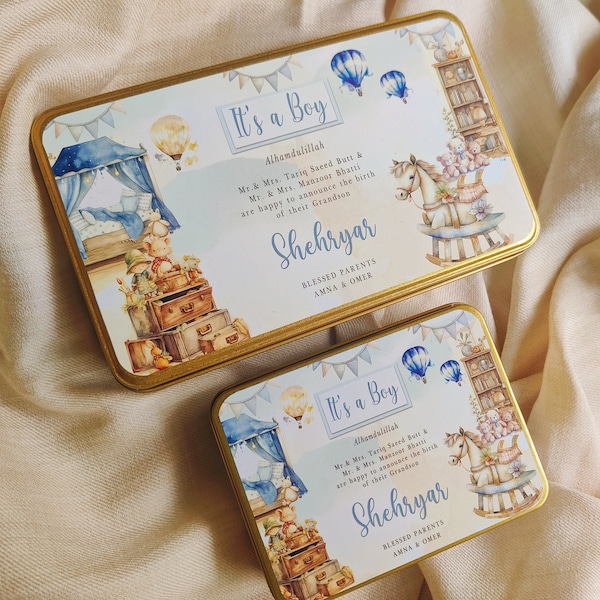 It's a Boy
Alhamdulillah
Mr.& Mrs. Tariq Saeed Butt &
Mr. & Mrs. Manzoor Bhatti
are happy to announce the birth
of their Grandson
Shehryar
BLESSED PARENTS
AMNA & OMER
It's a Boy
Alhamdulillah
Mr.& Mrs. Tariq Saeed Butt &
Mr. & Mrs. Manzoor Bhatti
are happy to announce the birth
of their Grandson
Shehryar
BLESSED PARENTS
AMNA & OMER